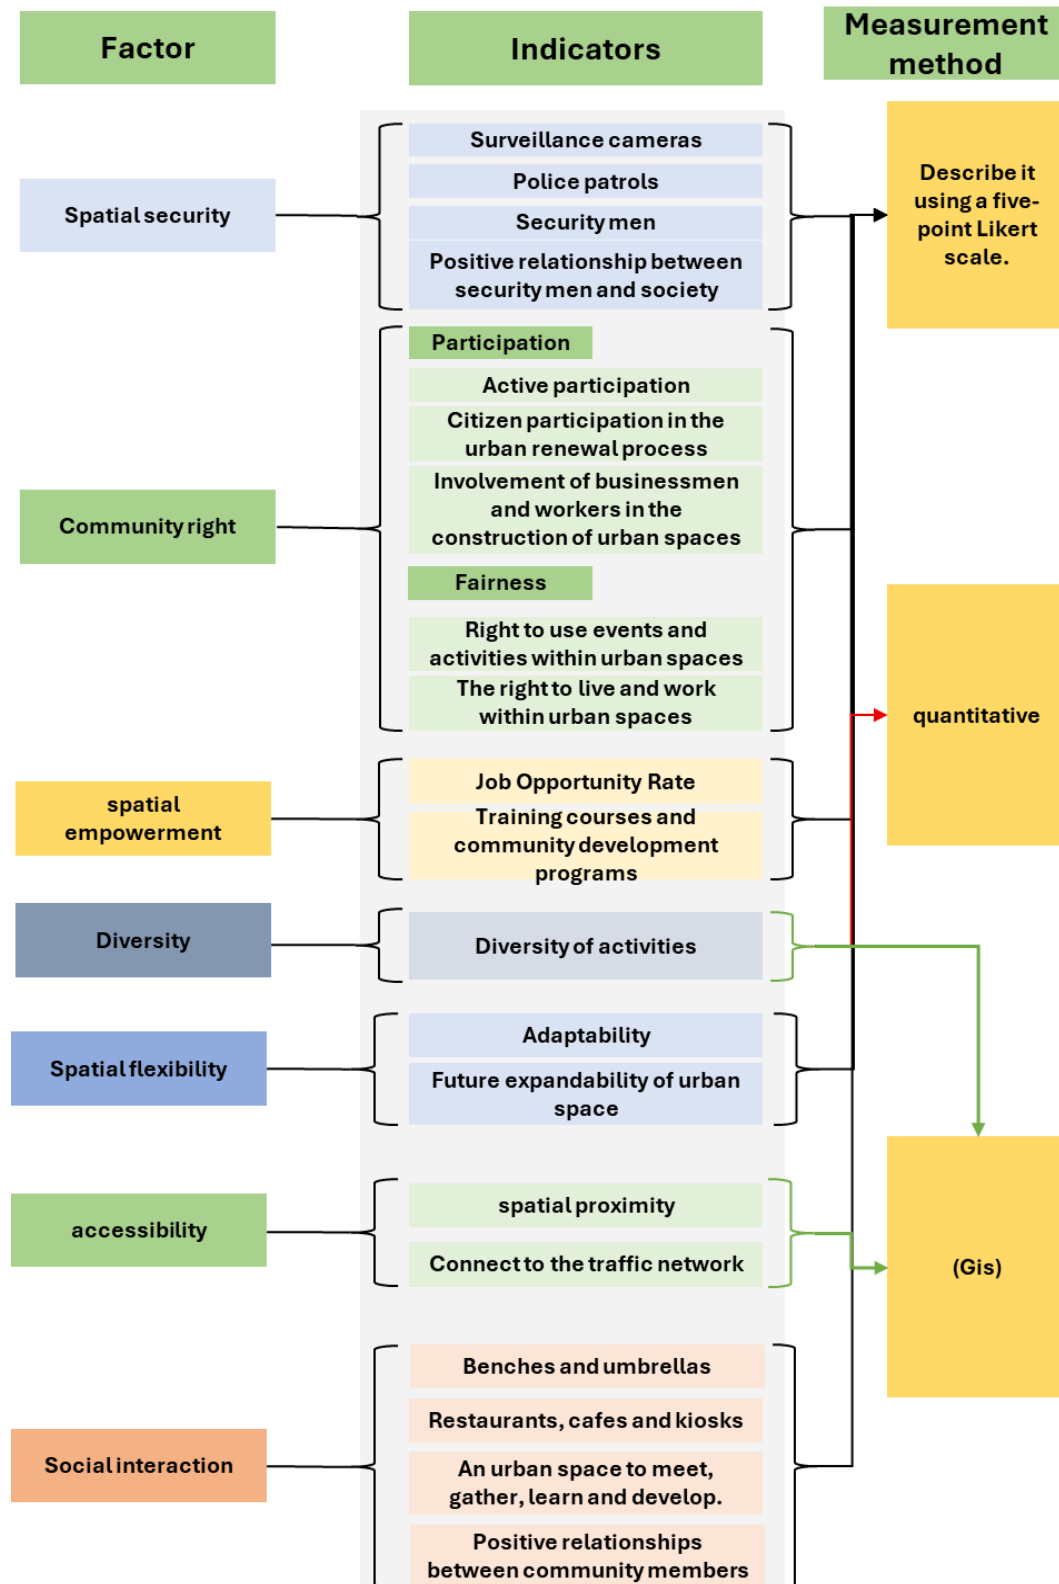 Factor
Indicators
Measurement
method
Surveillance cameras
Police patrols
Security men
Positive relationship between
security men and society
Spatial security
Describe it
using a five-
point Likert
scale.
Participation
Active participation
Citizen participation in the
urban renewal process
Involvement of businessmen
and workers in the
construction of urban spaces
Community right
Fairness
Right to use events and
activities within urban spaces
The right to live and work
within urban spaces
quantitative
spatial
empowerment
Job Opportunity Rate
Training courses and
community development
programs
Diversity
Diversity of activities
Spatial flexibility
Adaptability
Future expandability of urban
space
accessibility
spatial proximity
Connect to the traffic network
(Gis)
Social interaction
Benches and umbrellas
Restaurants, cafes and kiosks
An urban space to meet,
gather, learn and develop.
Positive relationships
between community members